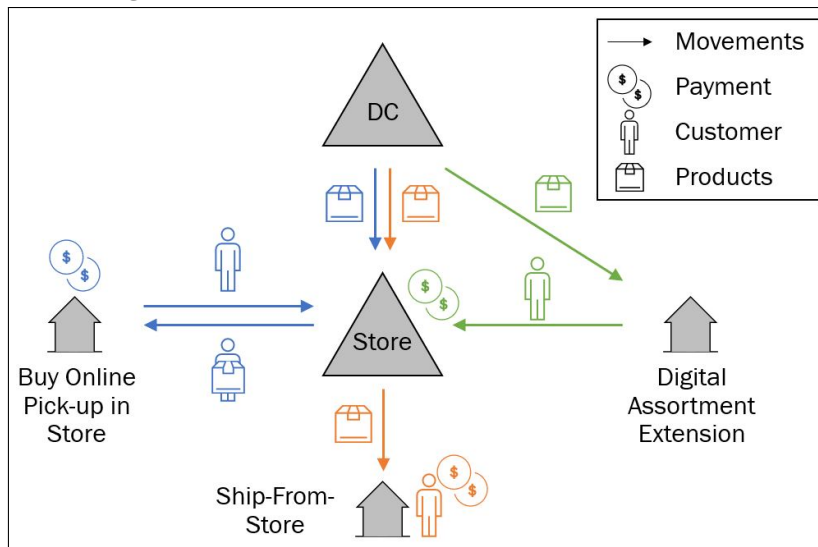 Movements
Payment
Customer
Products
DC
$
$
$
$
Store
Buy Online
Pick-up in
Store
Digital
Assortment
Extension
Ship-From-
Store
$
$
$
$